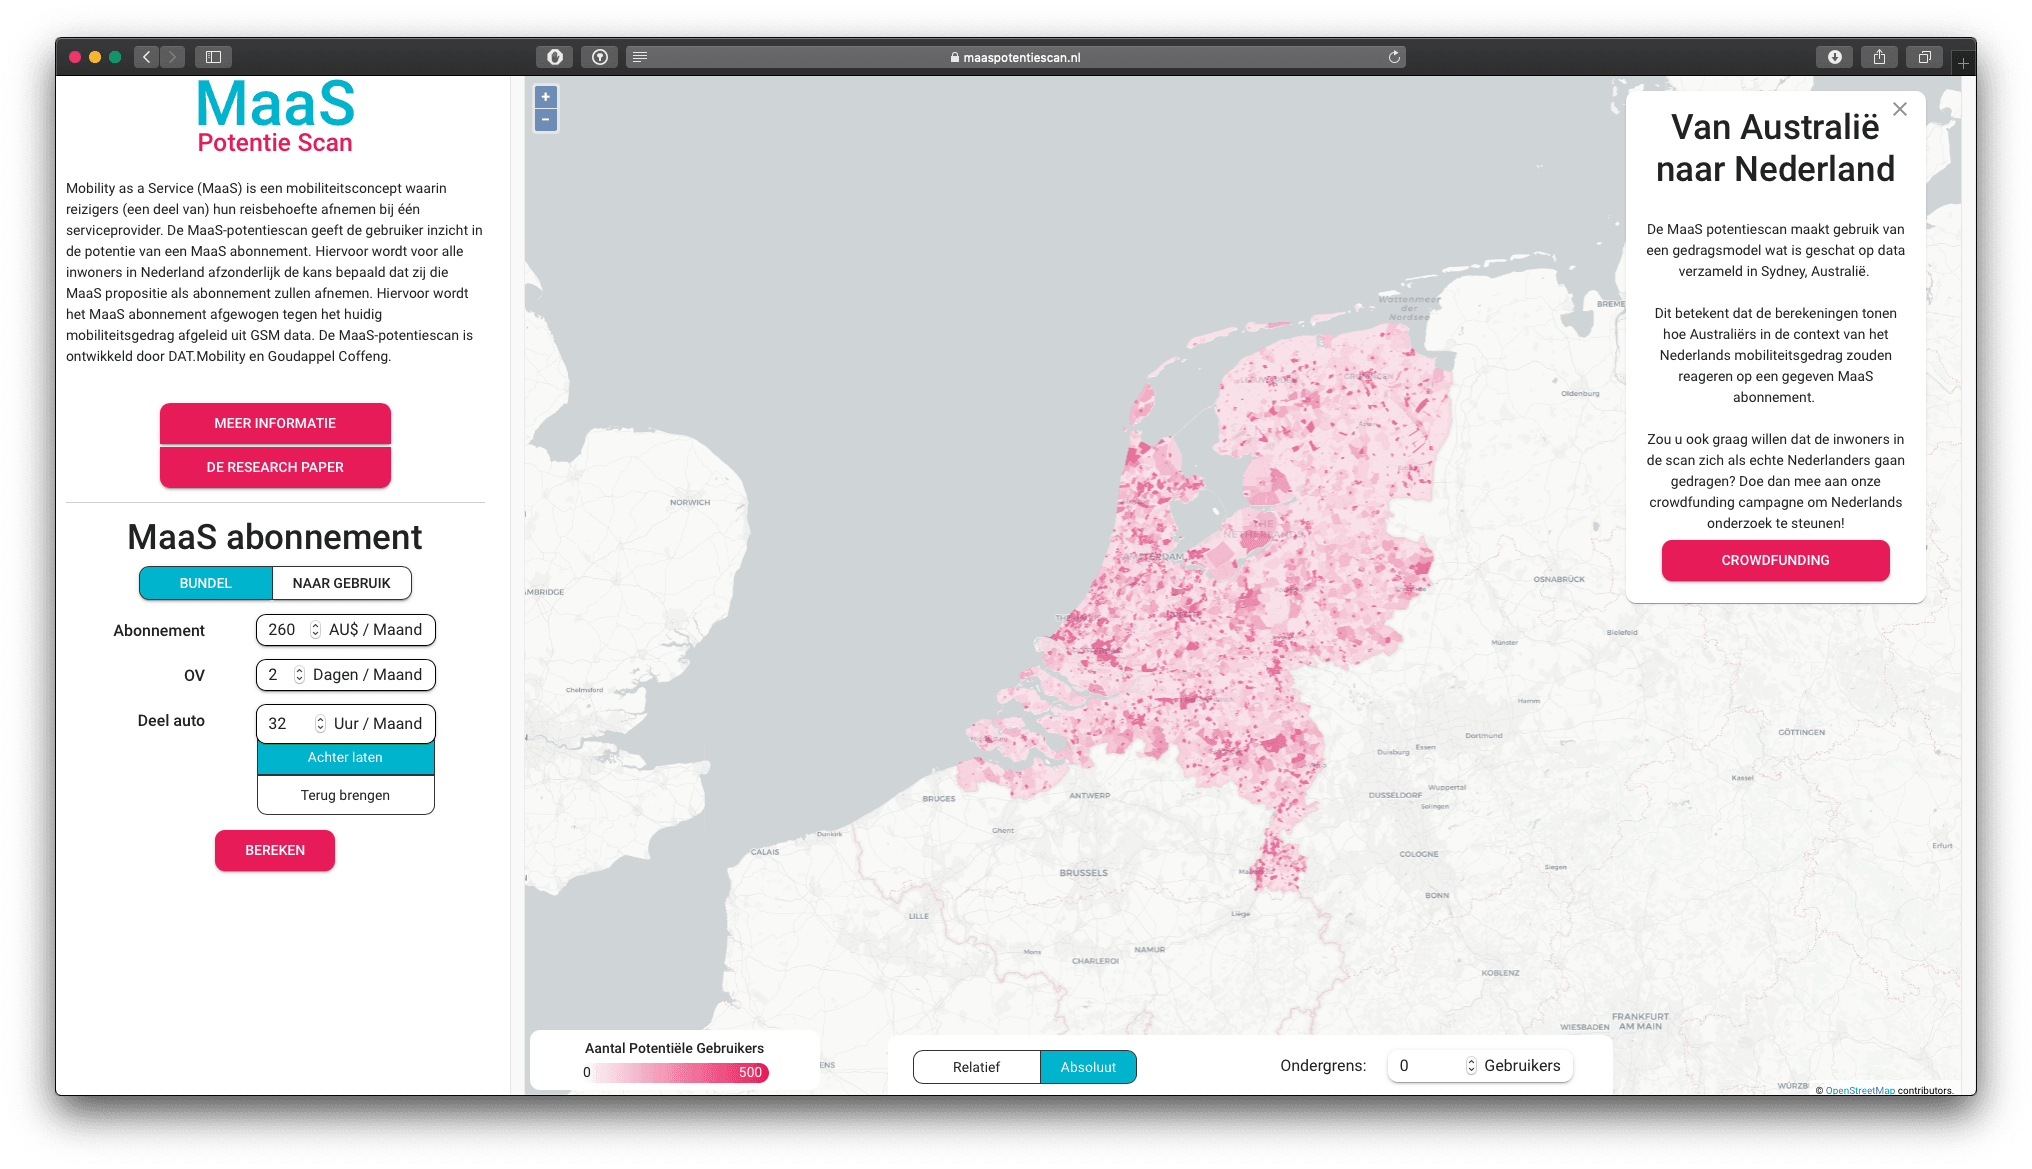 maaspotentiescan.nl
MaaS
Potentie Scan
Mobility as a Service (MaaS) is een mobiliteitsconcept waarin
reizigers (een deel van) hun reisbehoefte afnemen bij één
serviceprovider. De MaaS-potentiescan geeft de gebruiker inzicht in
de potentie van een MaaS abonnement. Hiervoor wordt voor alle
inwoners in Nederland afzonderlijk de kans bepaald dat zij die
MaaS propositie als abonnement zullen afnemen. Hiervoor wordt
het MaaS abonnement afgewogen tegen het huidig
mobiliteitsgedrag afgeleid uit GSM data. De MaaS-potentiescan is
ontwikkeld door DAT.Mobility en Goudappel Coffeng.
MEER INFORMATIE
DE RESEARCH PAPER
MaaS abonnement
BUNDEL NAAR GEBRUIK
Abonnement 260 AU$ / Maand
OV 2 Dagen / Maand
Deel auto 32 Uur / Maand
Achter laten
Terug brengen
BEREKEN
+
−
Wattenmeer
der
Nordsee
BREME
Oldenburg
GRONINGEN
NORWICH
MBRIDGE
THE
NETHERLAN
AMSTERDAM
OSNABRÜCK
Bielefeld
Münster
Chelmsford
Hamm
Dortmund
Essen
Duisburg
GÖTTINGEN
Kassel
Wuppertal
DUSSELDORF
Solingen
BRUGES
ANTWERP
Ghent
Dunkirk
CALAIS
COLOGNE
Siegen
Erfurt
BRUSSELS
BONN
LILLE
Liège
Mons
NAMUR
CHARLEROI
KOBLENZ
FRANKFURT
AM MAIN
WIESBADEN
ENS
WÜRZB
Van Australië
naar Nederland
De MaaS potentiescan maakt gebruik van
een gedragsmodel wat is geschat op data
verzameld in Sydney, Australië.
Dit betekent dat de berekeningen tonen
hoe Australiërs in de context van het
Nederlands mobiliteitsgedrag zouden
reageren op een gegeven MaaS
abonnement.
Zou u ook graag willen dat de inwoners in
de scan zich als echte Nederlanders gaan
gedragen? Doe dan mee aan onze
crowdfunding campagne om Nederlands
onderzoek te steunen!
CROWDFUNDING
Aantal Potentiële Gebruikers
0 500
Relatief Absoluut
Ondergrens: 0 Gebruikers
© OpenStreetMap contributors.